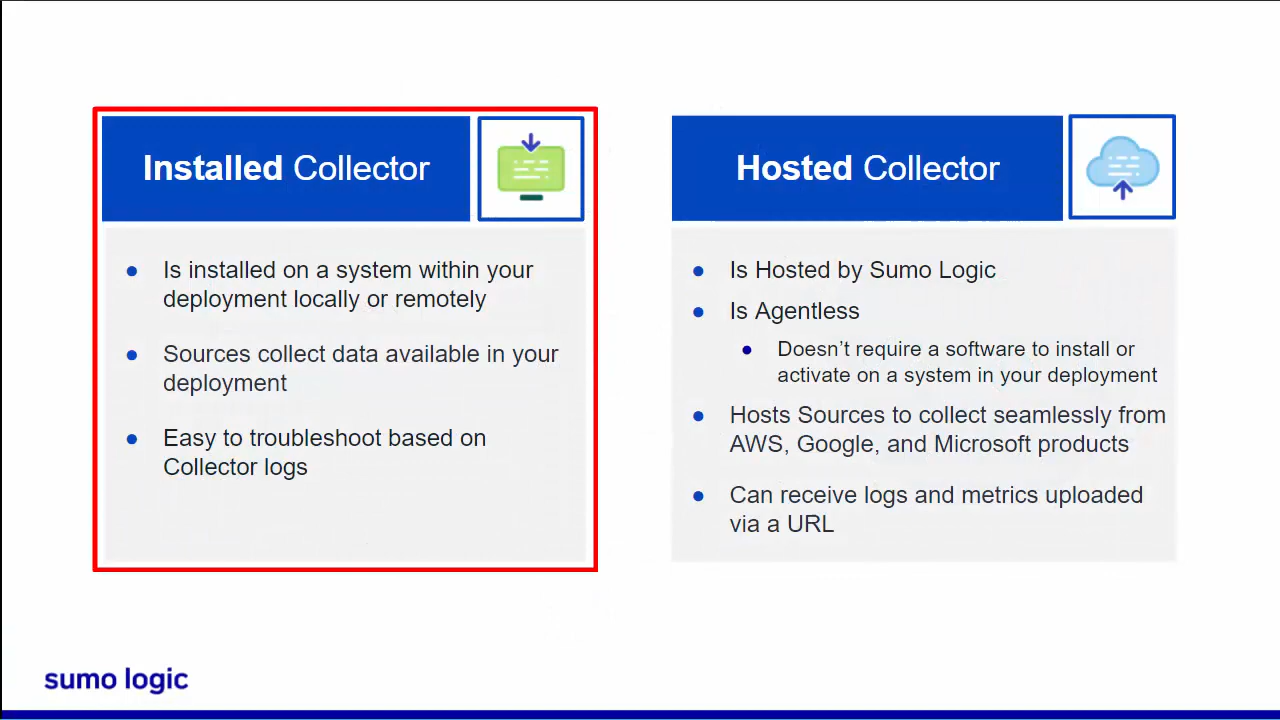 Installed Collector
Is installed on a system within your
deployment locally or remotely
Sources collect data available in your
deployment
Easy to troubleshoot based on
Collector logs
Hosted Collector
Is Hosted by Sumo Logic
Is Agentless
Doesn’t require a software to install or
activate on a system in your deployment
Hosts Sources to collect seamlessly from
AWS, Google, and Microsoft products
Can receive logs and metrics uploaded
via a URL
sumo logic